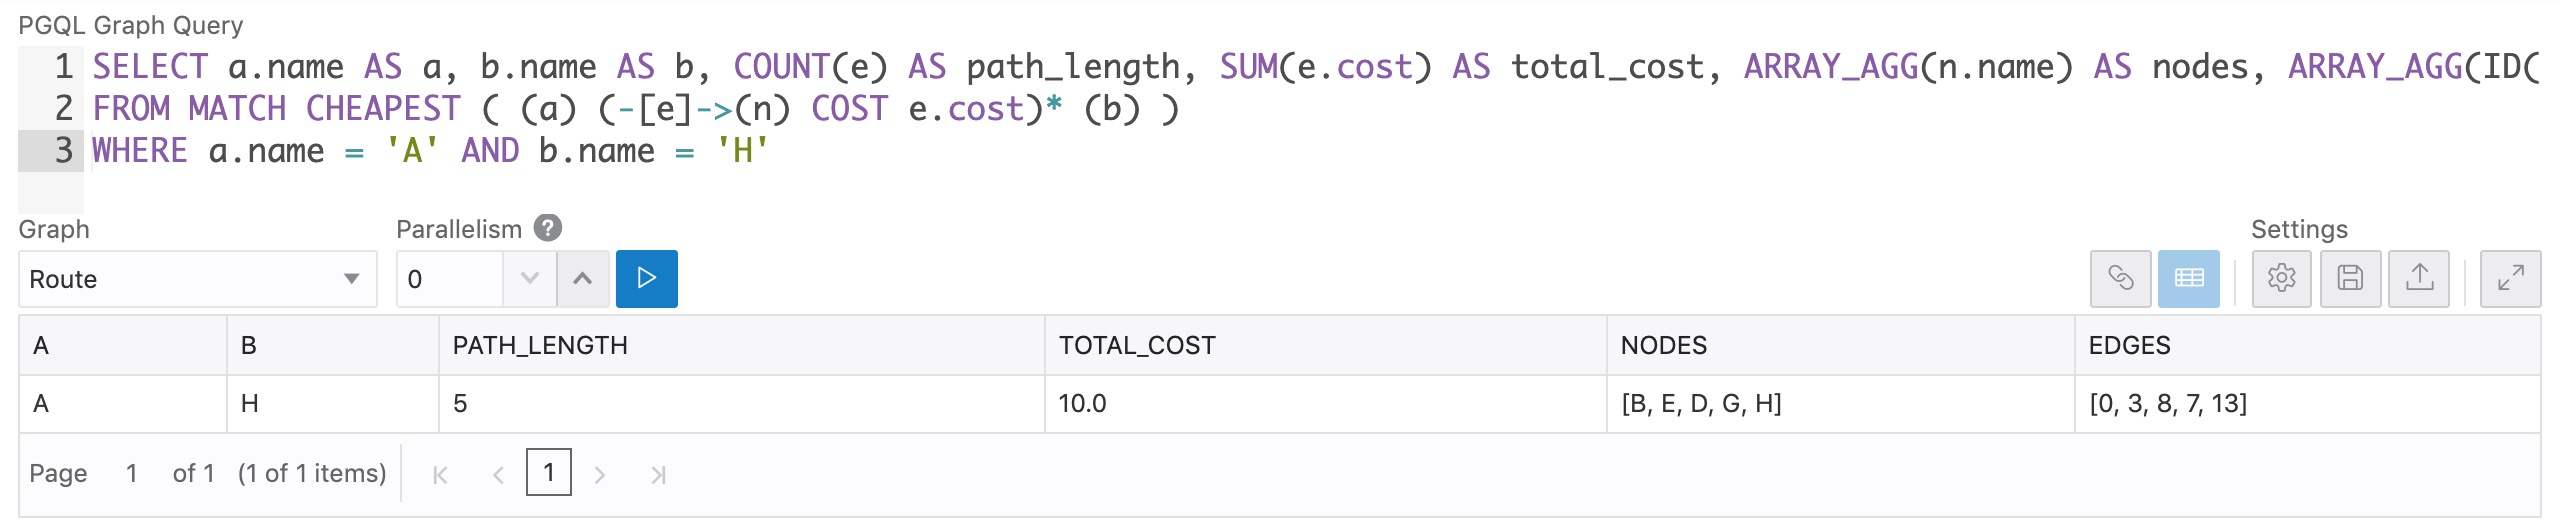 PGQL Graph Query
1 SELECT a.name AS a, b.name AS b, COUNT(e) AS path_length, SUM(e.cost) AS total_cost, ARRAY_AGG(n.name) AS nodes, ARRAY_AGG(ID(
2 FROM MATCH CHEAPEST ( (a) (-[e]->(n) COST e.cost)* (b) )
3 WHERE a.name = 'A' AND b.name = 'H'
Graph Parallelism ? Settings
Route 0
A B PATH_LENGTH TOTAL_COST NODES EDGES
A H 5 10.0 [B, E, D, G, H] [0, 3, 8, 7, 13]
Page 1 of 1 (1 of 1 items) 1